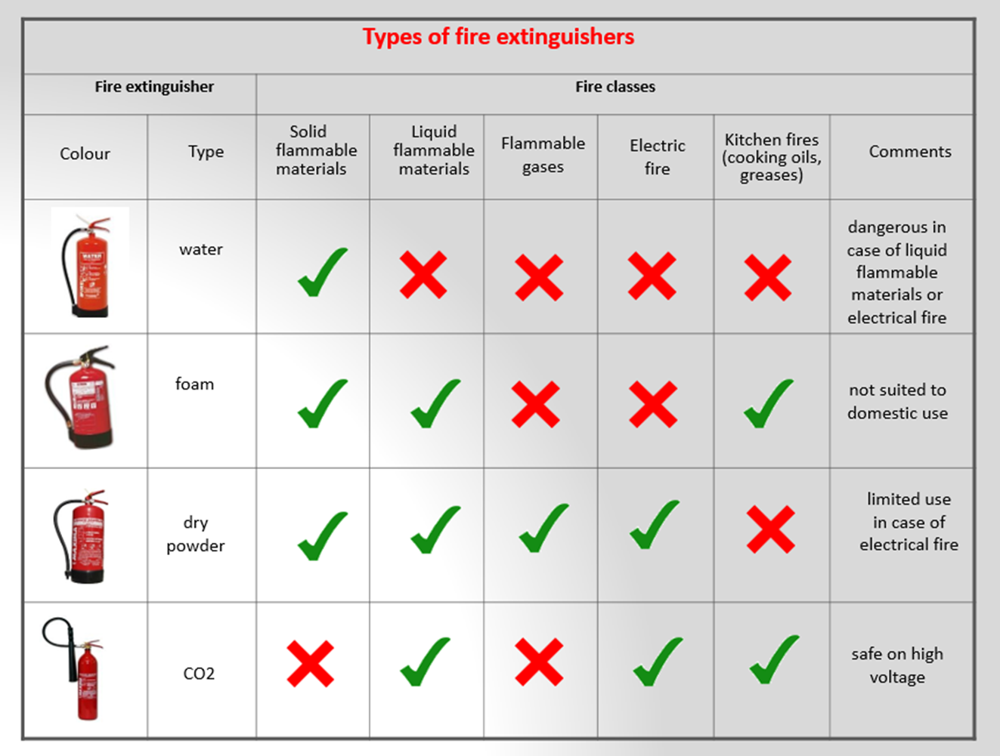 Types of fire extinguishers
Fire extinguisher
Fire classes
Colour
Type
Solid
flammable
materials
Liquid
flammable
materials
Flammable
gases
Electric
fire
Kitchen fires
(cooking oils,
greases)
Comments
WATER
water
dangerous in
case of liquid
flammable
materials or
electrical fire
foam
not suited to
domestic use
dry
powder
limited use
in case of
electrical fire
CO2
safe on high
voltage